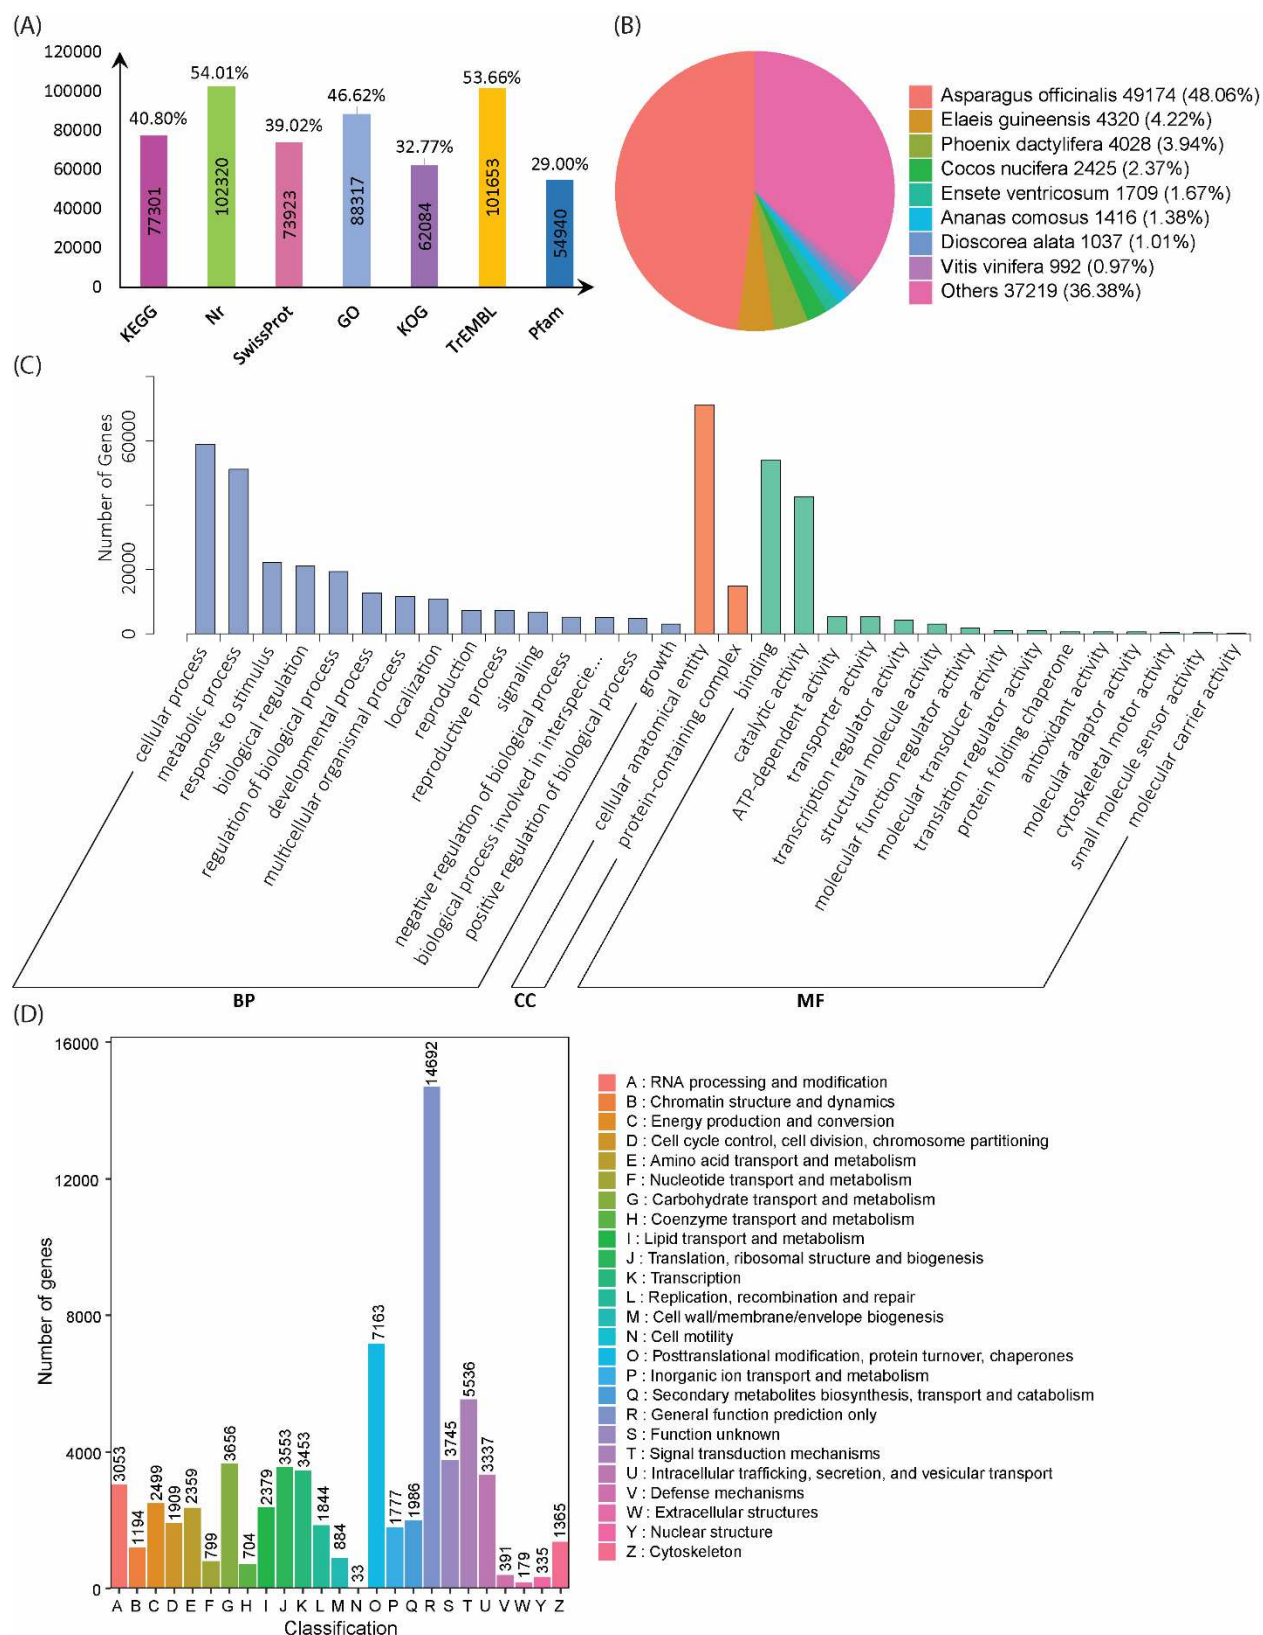 (A)
120000
100000
80000
60000
40000
20000
0
40.80%
54.01%
39.02%
46.62%
32.77%
53.66%
29.00%
77301
102320
73923
88317
62084
101653
54940
KEGG
Nr
SwissProt
GO
KOG
TrEMBL
Pfam
(B)
Asparagus officinalis 49174 (48.06%)
Elaeis guineensis 4320 (4.22%)
Phoenix dactylifera 4028 (3.94%)
Cocos nucifera 2425 (2.37%)
Ensete ventricosum 1709 (1.67%)
Ananas comosus 1416 (1.38%)
Dioscorea alata 1037 (1.01%)
Vitis vinifera 992 (0.97%)
Others 37219 (36.38%)
(C)
Number of Genes
60000
20000
0
cellular process
metabolic process
response to stimulus
biological regulation
regulation of biological process
developmental process
multicellular organismal process
localization
reproduction
reproductive process
signaling
negative regulation of biological process
biological process involved in interspecie...
positive regulation of biological process
growth
cellular anatomical entity
protein-containing complex
binding
catalytic activity
ATP-dependent activity
transporter activity
transcription regulator activity
structural molecule activity
molecular function regulator activity
molecular transducer activity
translation regulator activity
protein folding chaperone
antioxidant activity
molecular adaptor activity
cytoskeletal motor activity
small molecule sensor activity
molecular carrier activity
BP
CC
MF
(D)
Number of genes
16000
12000
8000
4000
0
3053
1194
2499
1909
2359
799
3656
704
2379
3553
3453
1844
884
33
7163
1777
1986
14692
3745
5536
3337
391
179
335
1365
A B C D E F G H I J K L M N O P Q R S T U V W Y Z
Classification
A : RNA processing and modification
B : Chromatin structure and dynamics
C : Energy production and conversion
D : Cell cycle control, cell division, chromosome partitioning
E : Amino acid transport and metabolism
F : Nucleotide transport and metabolism
G : Carbohydrate transport and metabolism
H : Coenzyme transport and metabolism
I : Lipid transport and metabolism
J : Translation, ribosomal structure and biogenesis
K : Transcription
L : Replication, recombination and repair
M : Cell wall/membrane/envelope biogenesis
N : Cell motility
O : Posttranslational modification, protein turnover, chaperones
P : Inorganic ion transport and metabolism
Q : Secondary metabolites biosynthesis, transport and catabolism
R : General function prediction only
S : Function unknown
T : Signal transduction mechanisms
U : Intracellular trafficking, secretion, and vesicular transport
V : Defense mechanisms
W : Extracellular structures
Y : Nuclear structure
Z : Cytoskeleton